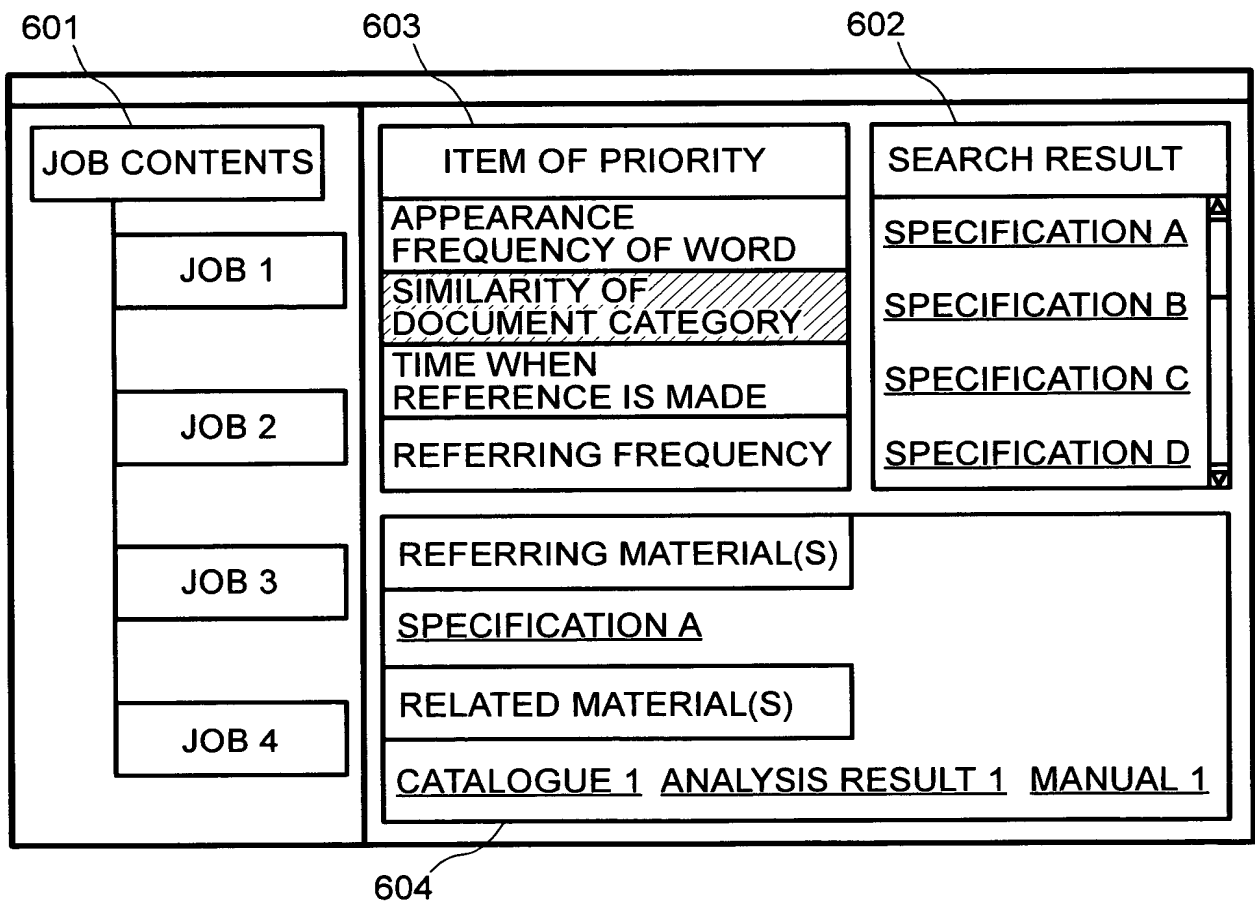 601
603
602
JOB CONTENTS
JOB 1
JOB 2
JOB 3
JOB 4
ITEM OF PRIORITY
APPEARANCE
FREQUENCY OF WORD
SIMILARITY OF
DOCUMENT CATEGORY
TIME WHEN
REFERENCE IS MADE
REFERRING FREQUENCY
SEARCH RESULT
SPECIFICATION A
SPECIFICATION B
SPECIFICATION C
SPECIFICATION D
REFERRING MATERIAL(S)
SPECIFICATION A
RELATED MATERIAL(S)
CATALOGUE 1 ANALYSIS RESULT 1 MANUAL 1
604